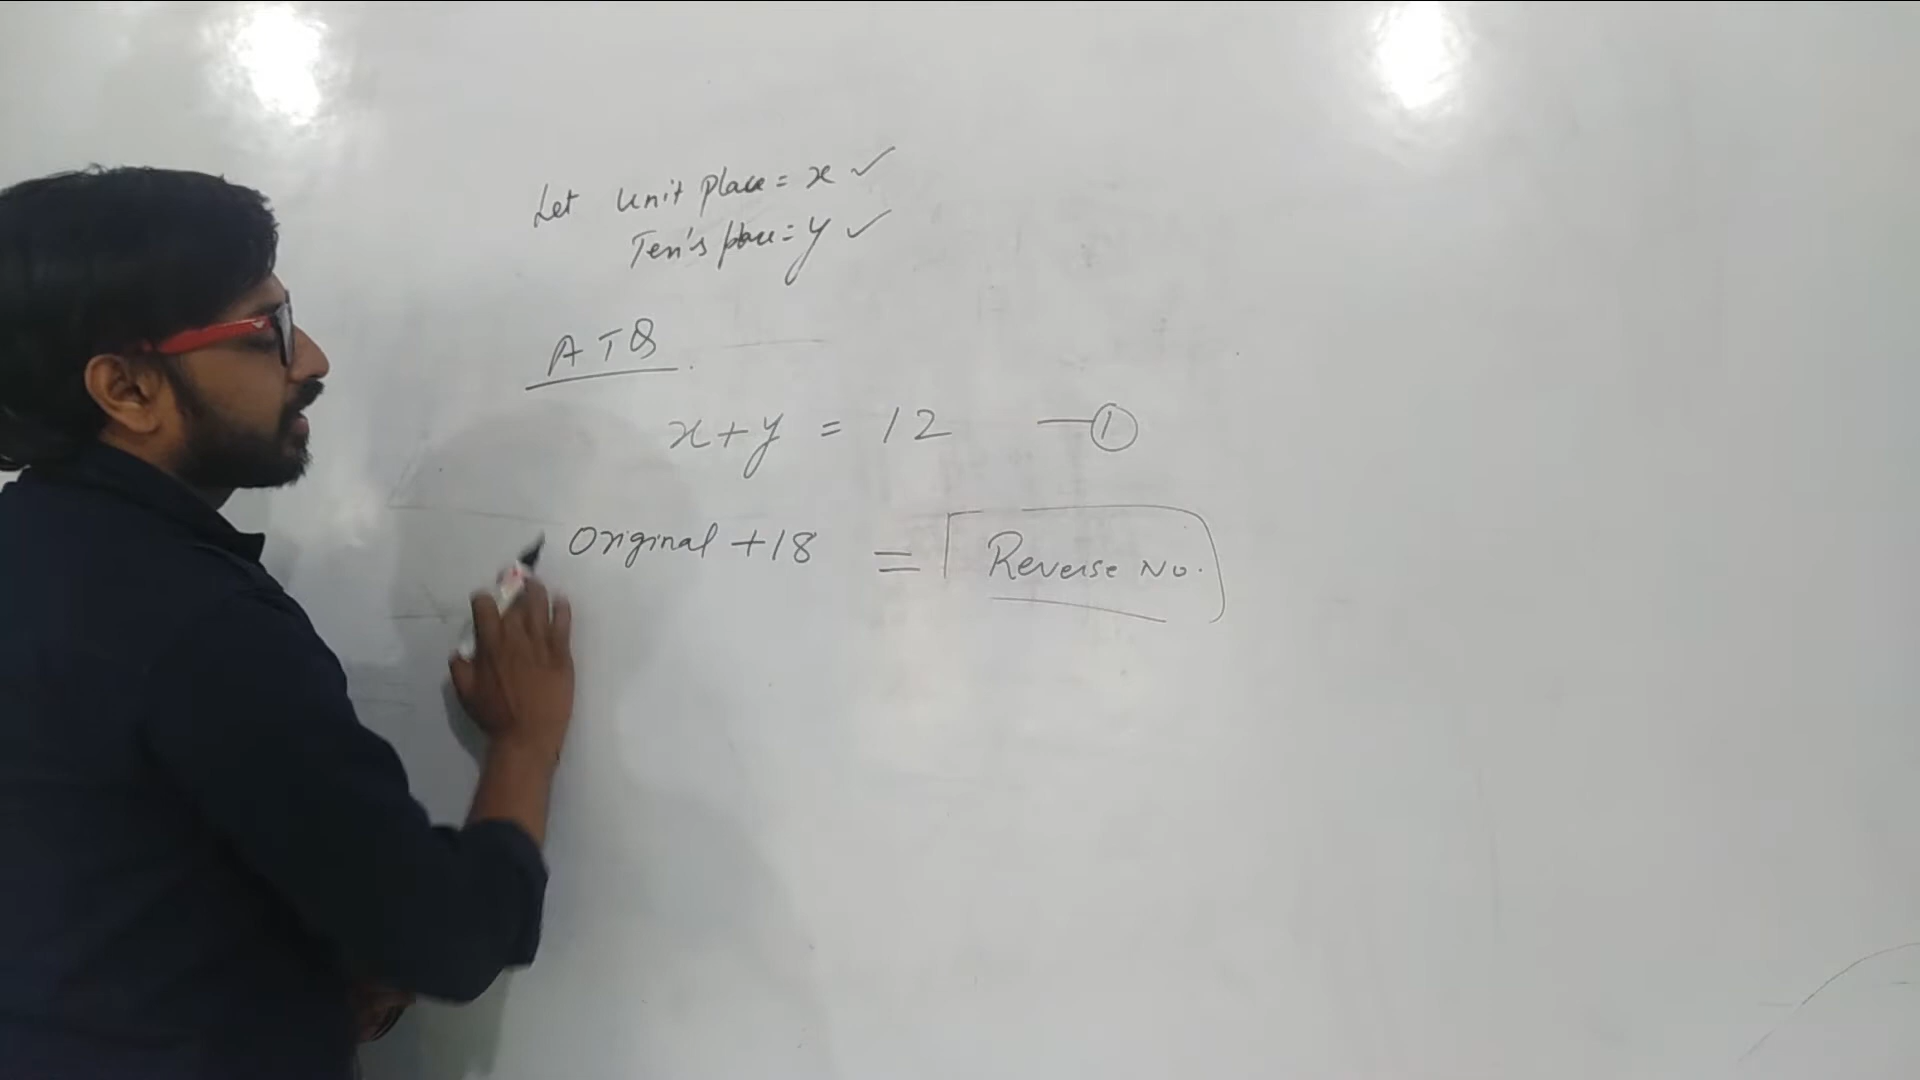 Let unit place = x ✓
Ten's place = y ✓
ATQ
x + y = 12 — ①
Original + 18 = Reverse No.